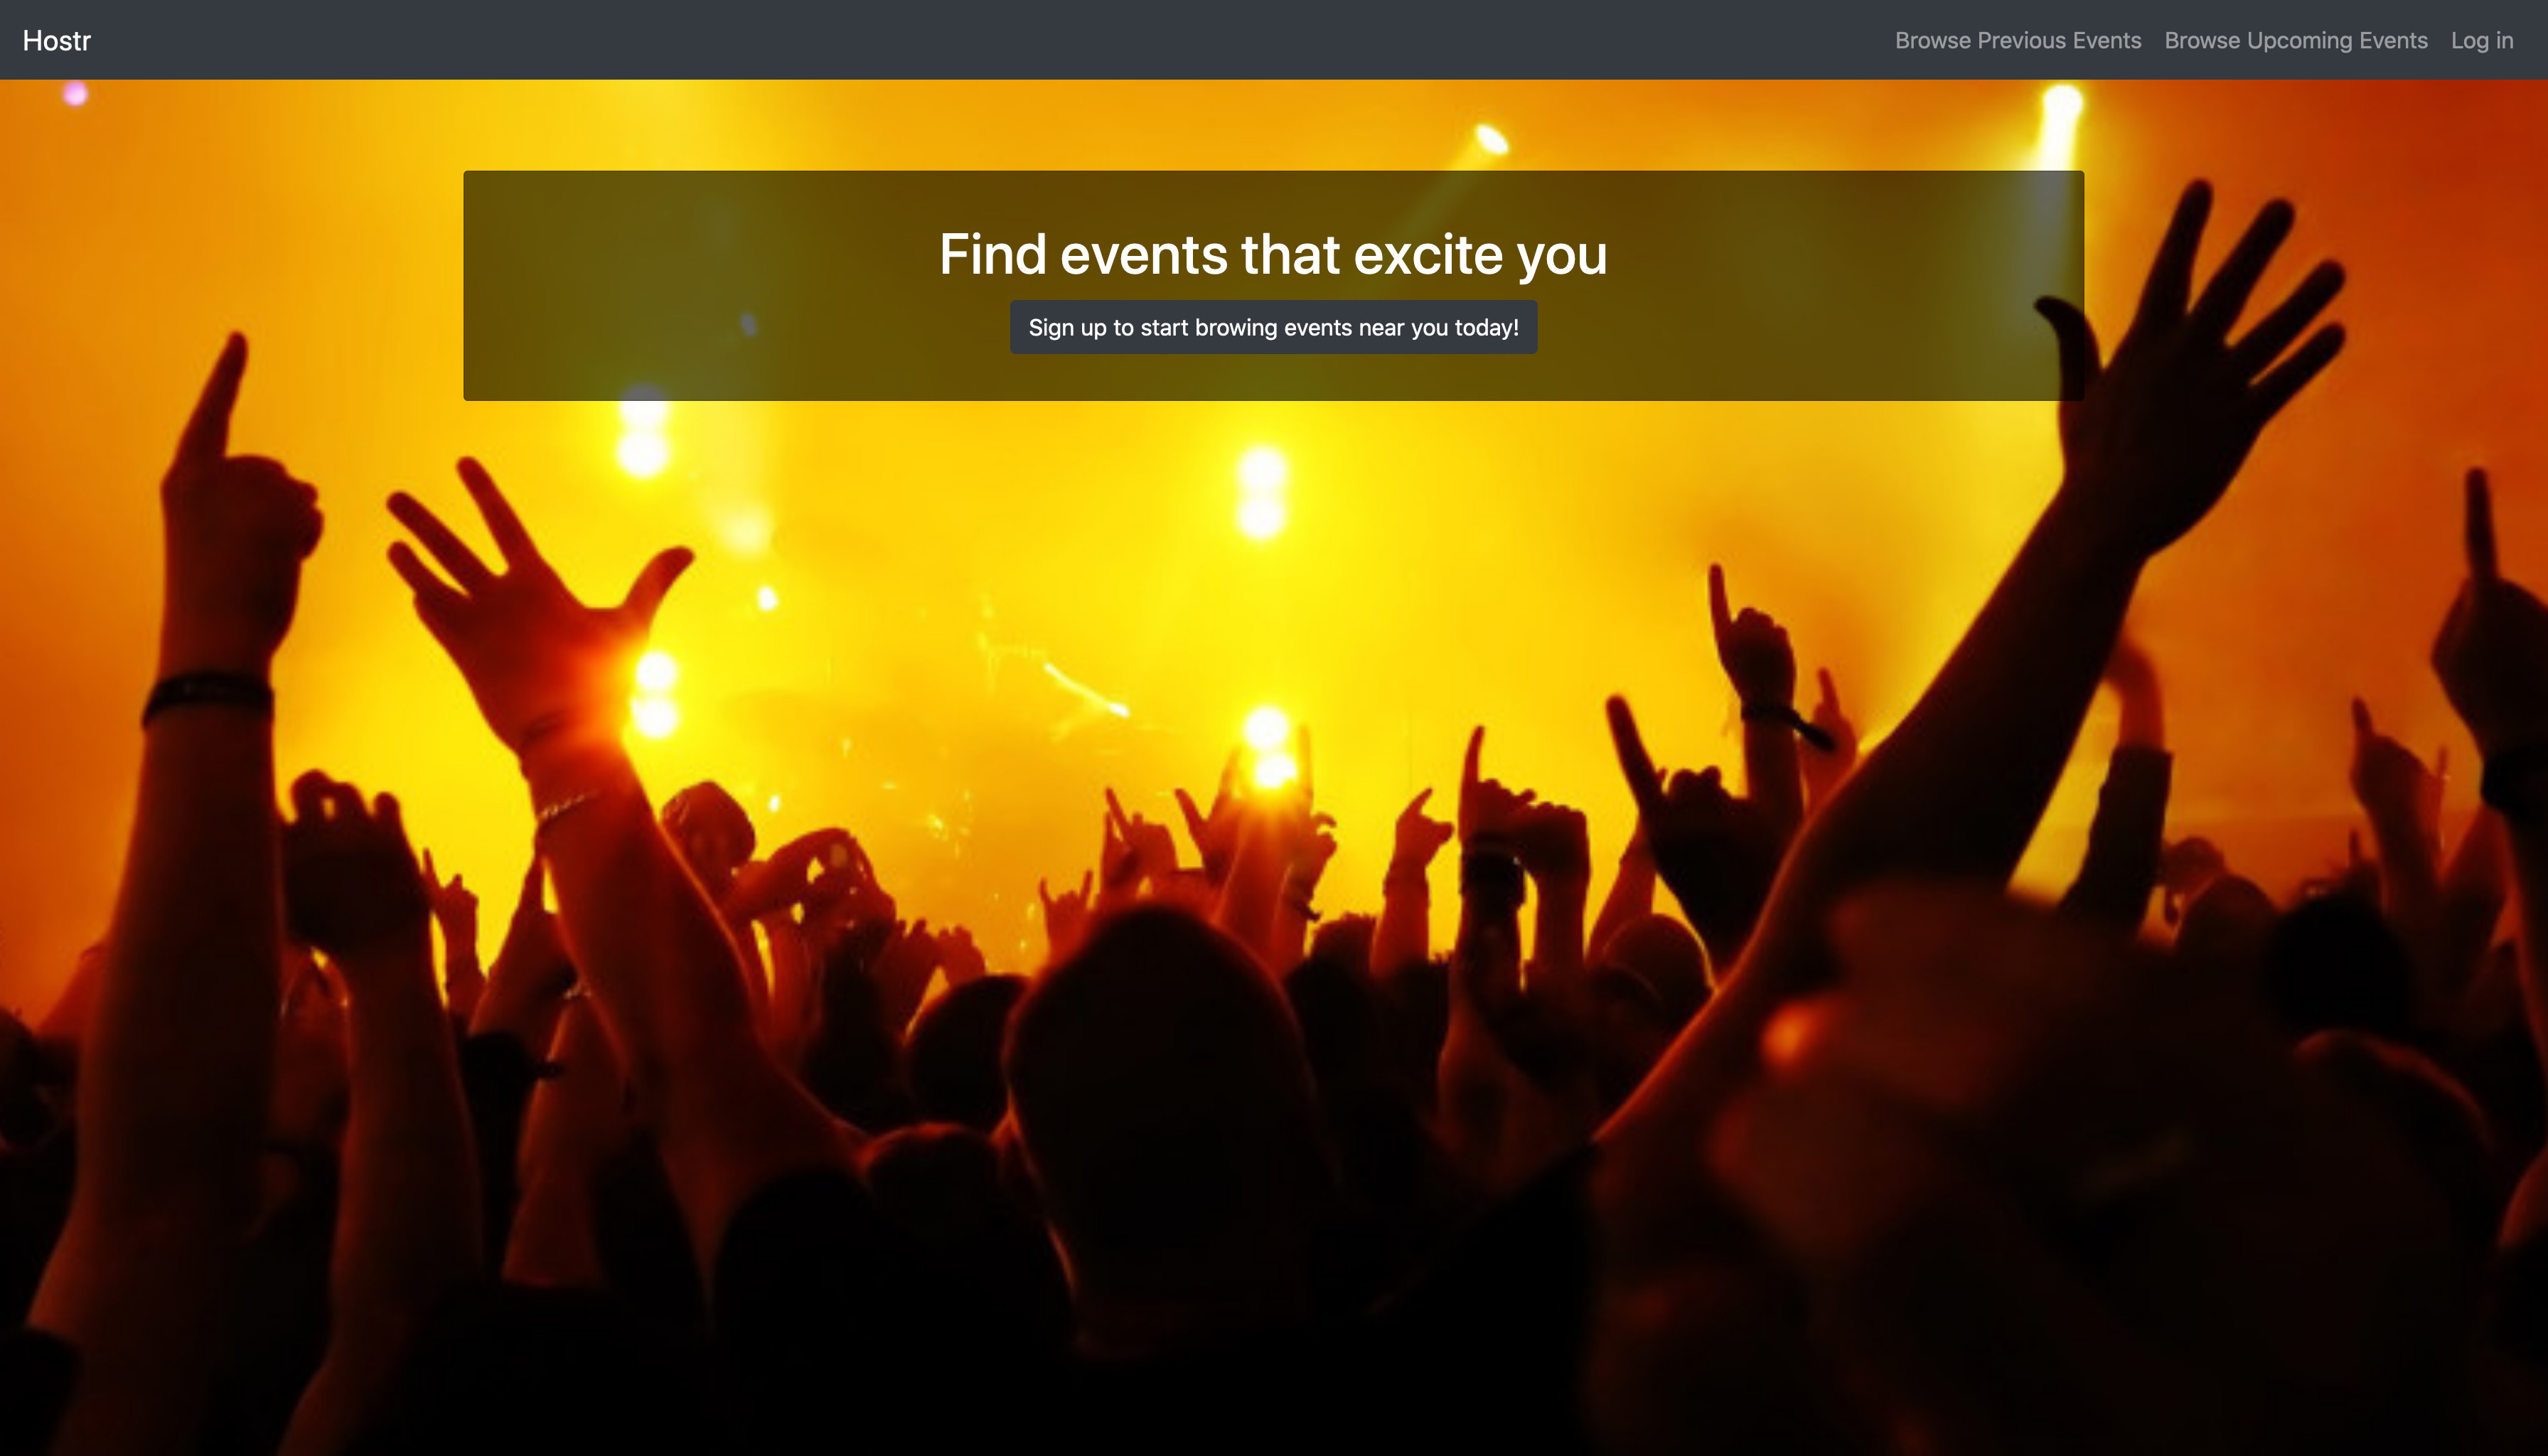 Hostr
Browse Previous Events Browse Upcoming Events Log in
Find events that excite you
Sign up to start browing events near you today!